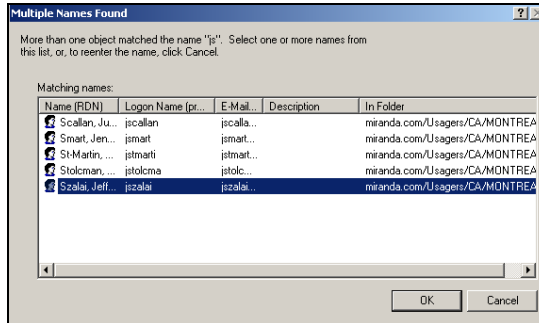 Multiple Names Found
More than one object matched the name "js". Select one or more names from
this list, or, to reenter the name, click Cancel.
Matching names:
Name (RDN) Logon Name (pr... E-Mail... Description In Folder
Scallan, Ju... jscallan jscalla... miranda.com/Usagers/CA/MONTREA
Smart, Jen... jsmart jsmart... miranda.com/Usagers/CA/MONTREA
St-Martin, ... jstmarti jstmart... miranda.com/Usagers/CA/MONTREA
Stolcman, ... jstolcma jstolc... miranda.com/Usagers/CA/MONTREA
Szalai, Jeff... jszalai jszalai... miranda.com/Usagers/CA/MONTREA
OK Cancel